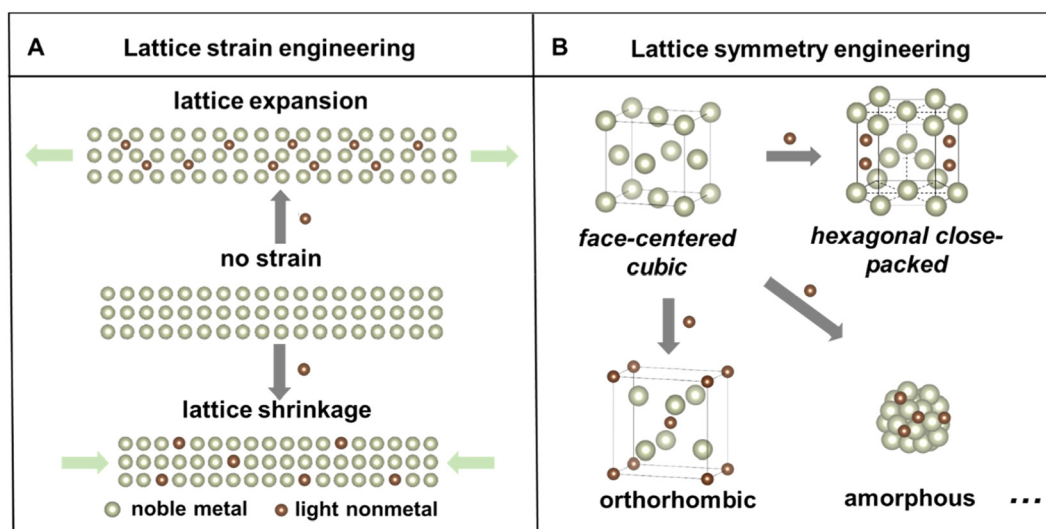 A Lattice strain engineering
lattice expansion
no strain
lattice shrinkage
noble metal light nonmetal
B Lattice symmetry engineering
face-centered
cubic
hexagonal close-
packed
orthorhombic
amorphous ...